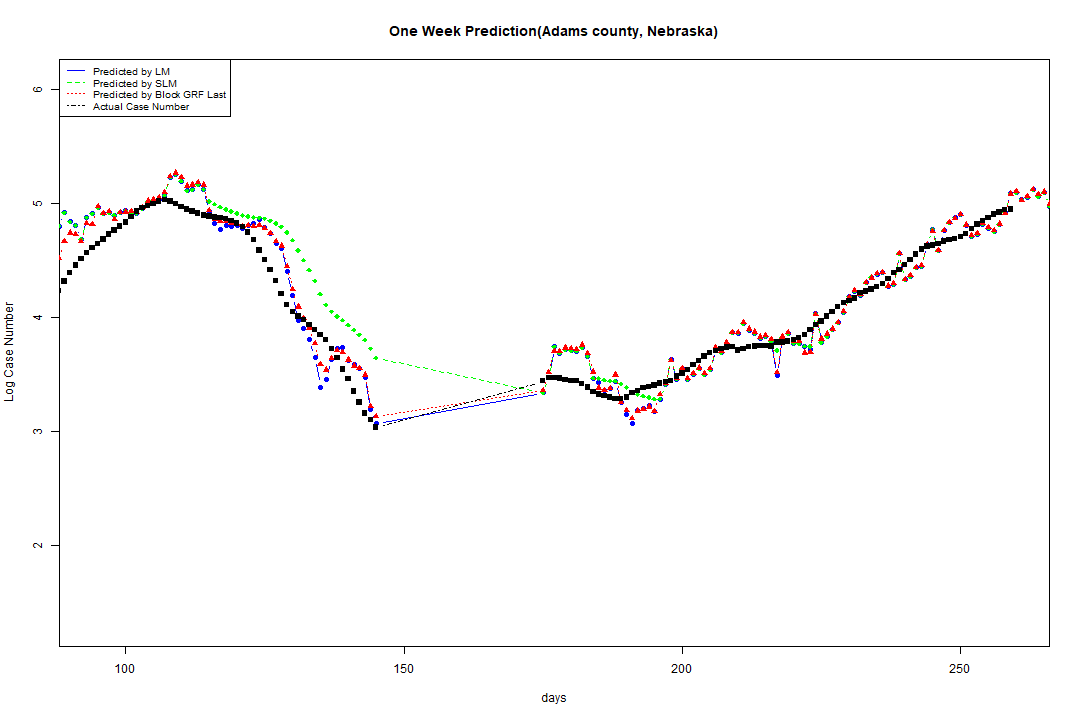 One Week Prediction(Adams county, Nebraska)
Predicted by LM
Predicted by SLM
Predicted by Block GRF Last
Actual Case Number
6
5
4
3
2
Log Case Number
100
150
200
250
days